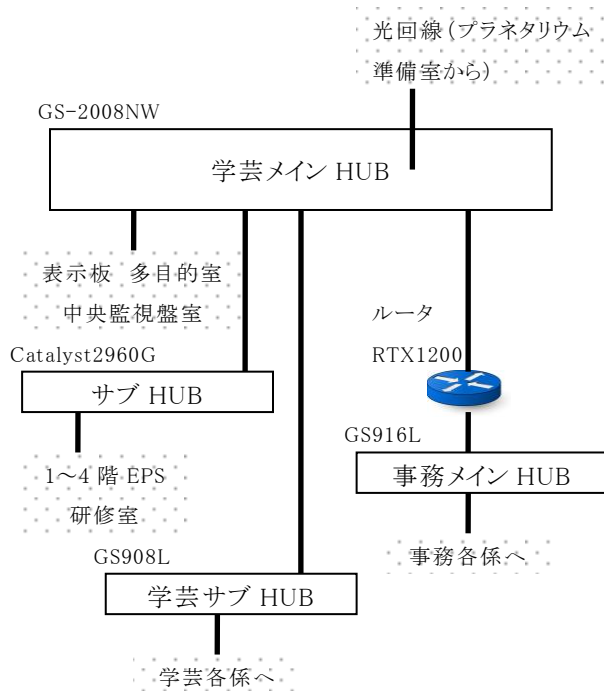 光回線(プラネタリウム
準備室から)
GS-2008NW
学芸メイン HUB
表示板 多目的室
中央監視盤室
ルータ
Catalyst2960G
RTX1200
サブ HUB
GS916L
1～4 階 EPS
研修室
事務メイン HUB
GS908L
事務各係へ
学芸サブ HUB
学芸各係へ